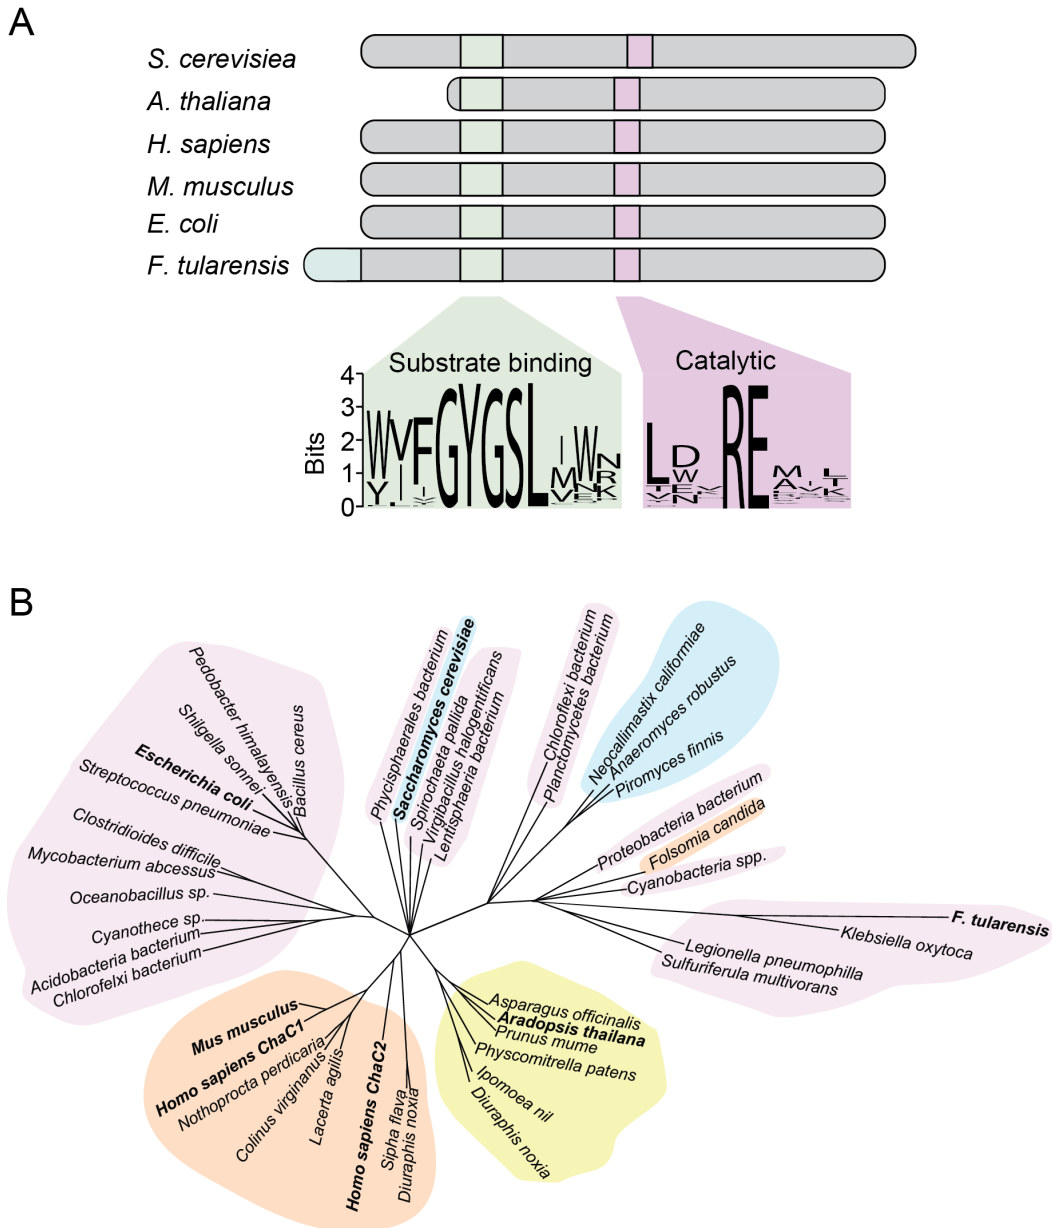 A
S. cerevisiea
A. thaliana
H. sapiens
M. musculus
E. coli
F. tularensis
Substrate binding
Catalytic
Bits
4
3
2
1
0
WVFGYGSL
RE
B
Pedobacter himalayensis
Shilgella sonnei
Bacillus cereus
Escherichia coli
Streptococcus pneumoniae
Clostridioides difficile
Mycobacterium abcessus
Oceanobacillus sp.
Cyanothece sp.
Acidobacteria bacterium
Chlorofelxi bacterium
Phycisphaerales bacterium
Saccharomyces cerevisiae
Spirochaeta pallida
Virgibacillus halogentificans
Lentisphaeria bacterium
Chloroflexi bacterium
Planctomycetes bacterium
Neocallimastix califormiae
Anaeromyces robustus
Piromyces finnis
Proteobacteria bacterium
Folsomia candida
Cyanobacteria spp.
F. tularensis
Klebsiella oxytoca
Legionella pneumophilla
Sulfuriferula multivorans
Mus musculus
Homo sapiens ChaC1
Nothoprocta perdicaria
Colinus virginanus
Lacerta agilis
Homo sapiens ChaC2
Sipha flava
Diuraphis noxia
Asparagus officinalis
Aradopsis thailana
Prunus mume
Physcomitrella patens
Ipomoea nil
Diuraphis noxia